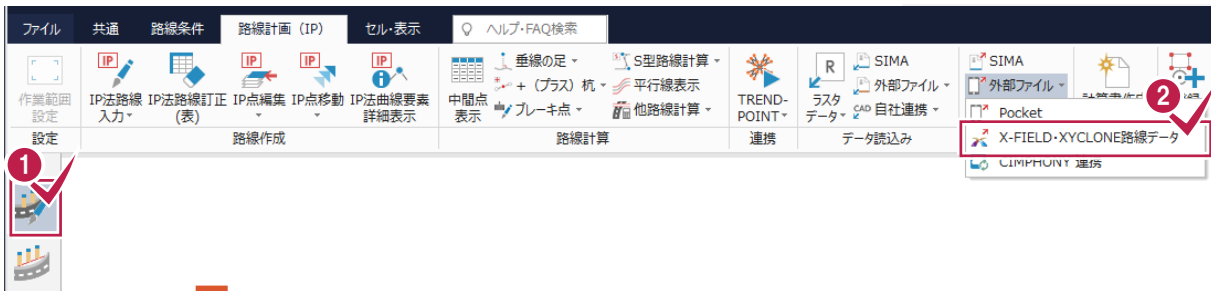 ファイル 共通 路線条件 路線計画（IP） セル・表示 ヘルプ・FAQ検索
作業範囲
設定
設定
IP
IP法路線
入力
IP法路線訂正
(表)
IP
IP点編集
IP
IP点移動
IP
IP法曲線要素
詳細表示
路線作成
中間点
表示
垂線の足
+（プラス）杭
ブレーキ点
S型路線計算
平行線表示
他路線計算
路線計算
TREND-
POINT
連携
R
ラスタ
データ
SIMA
外部ファイル
CAD 自社連携
データ読込み
SIMA
外部ファイル
Pocket
X-FIELD・XYCLONE路線データ
CIMPHONY 連携
1
2